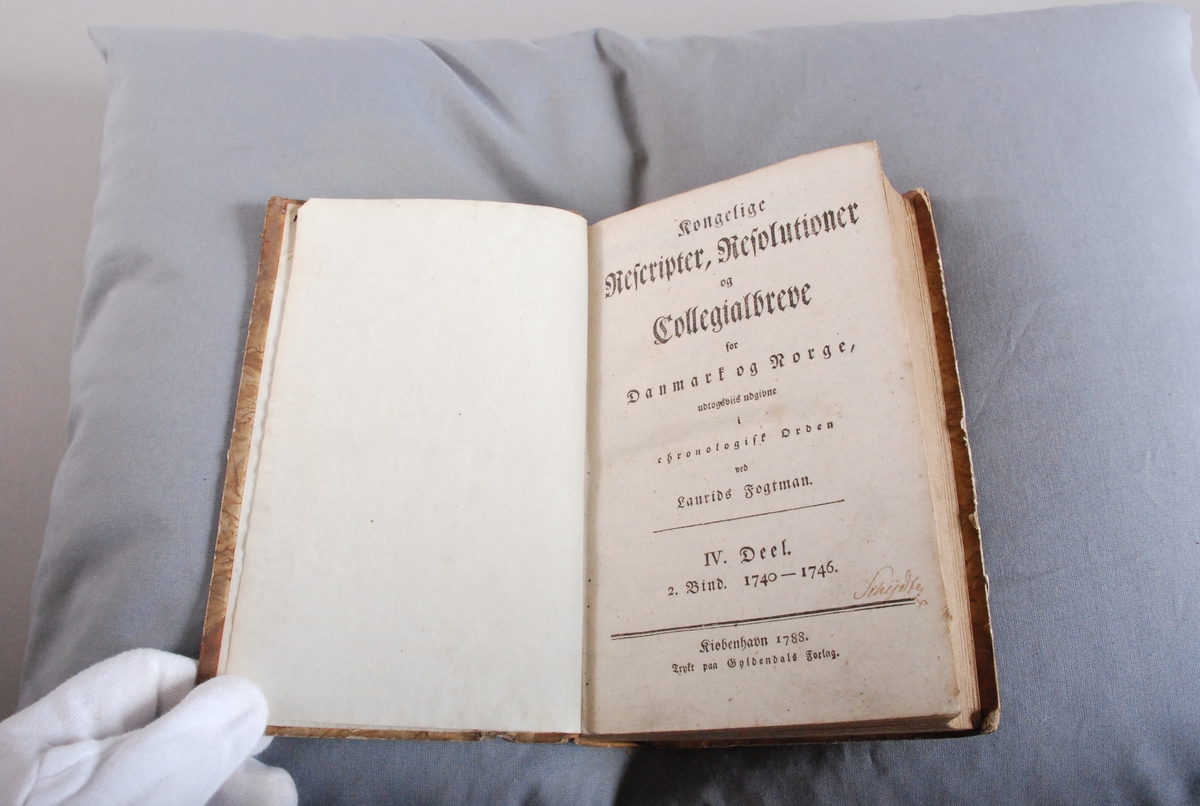 Kongelige
Rescripter, Resolutioner
og
Collegialbreve
for
Danmark og Norge,
udtogsviis udgivne
i
chronologisk Orden
ved
Laurids Fogtman.
IV. Deel.
2. Bind. 1740—1746.
Kiøbenhavn 1788.
Trykt paa Gyldendals Forlag.